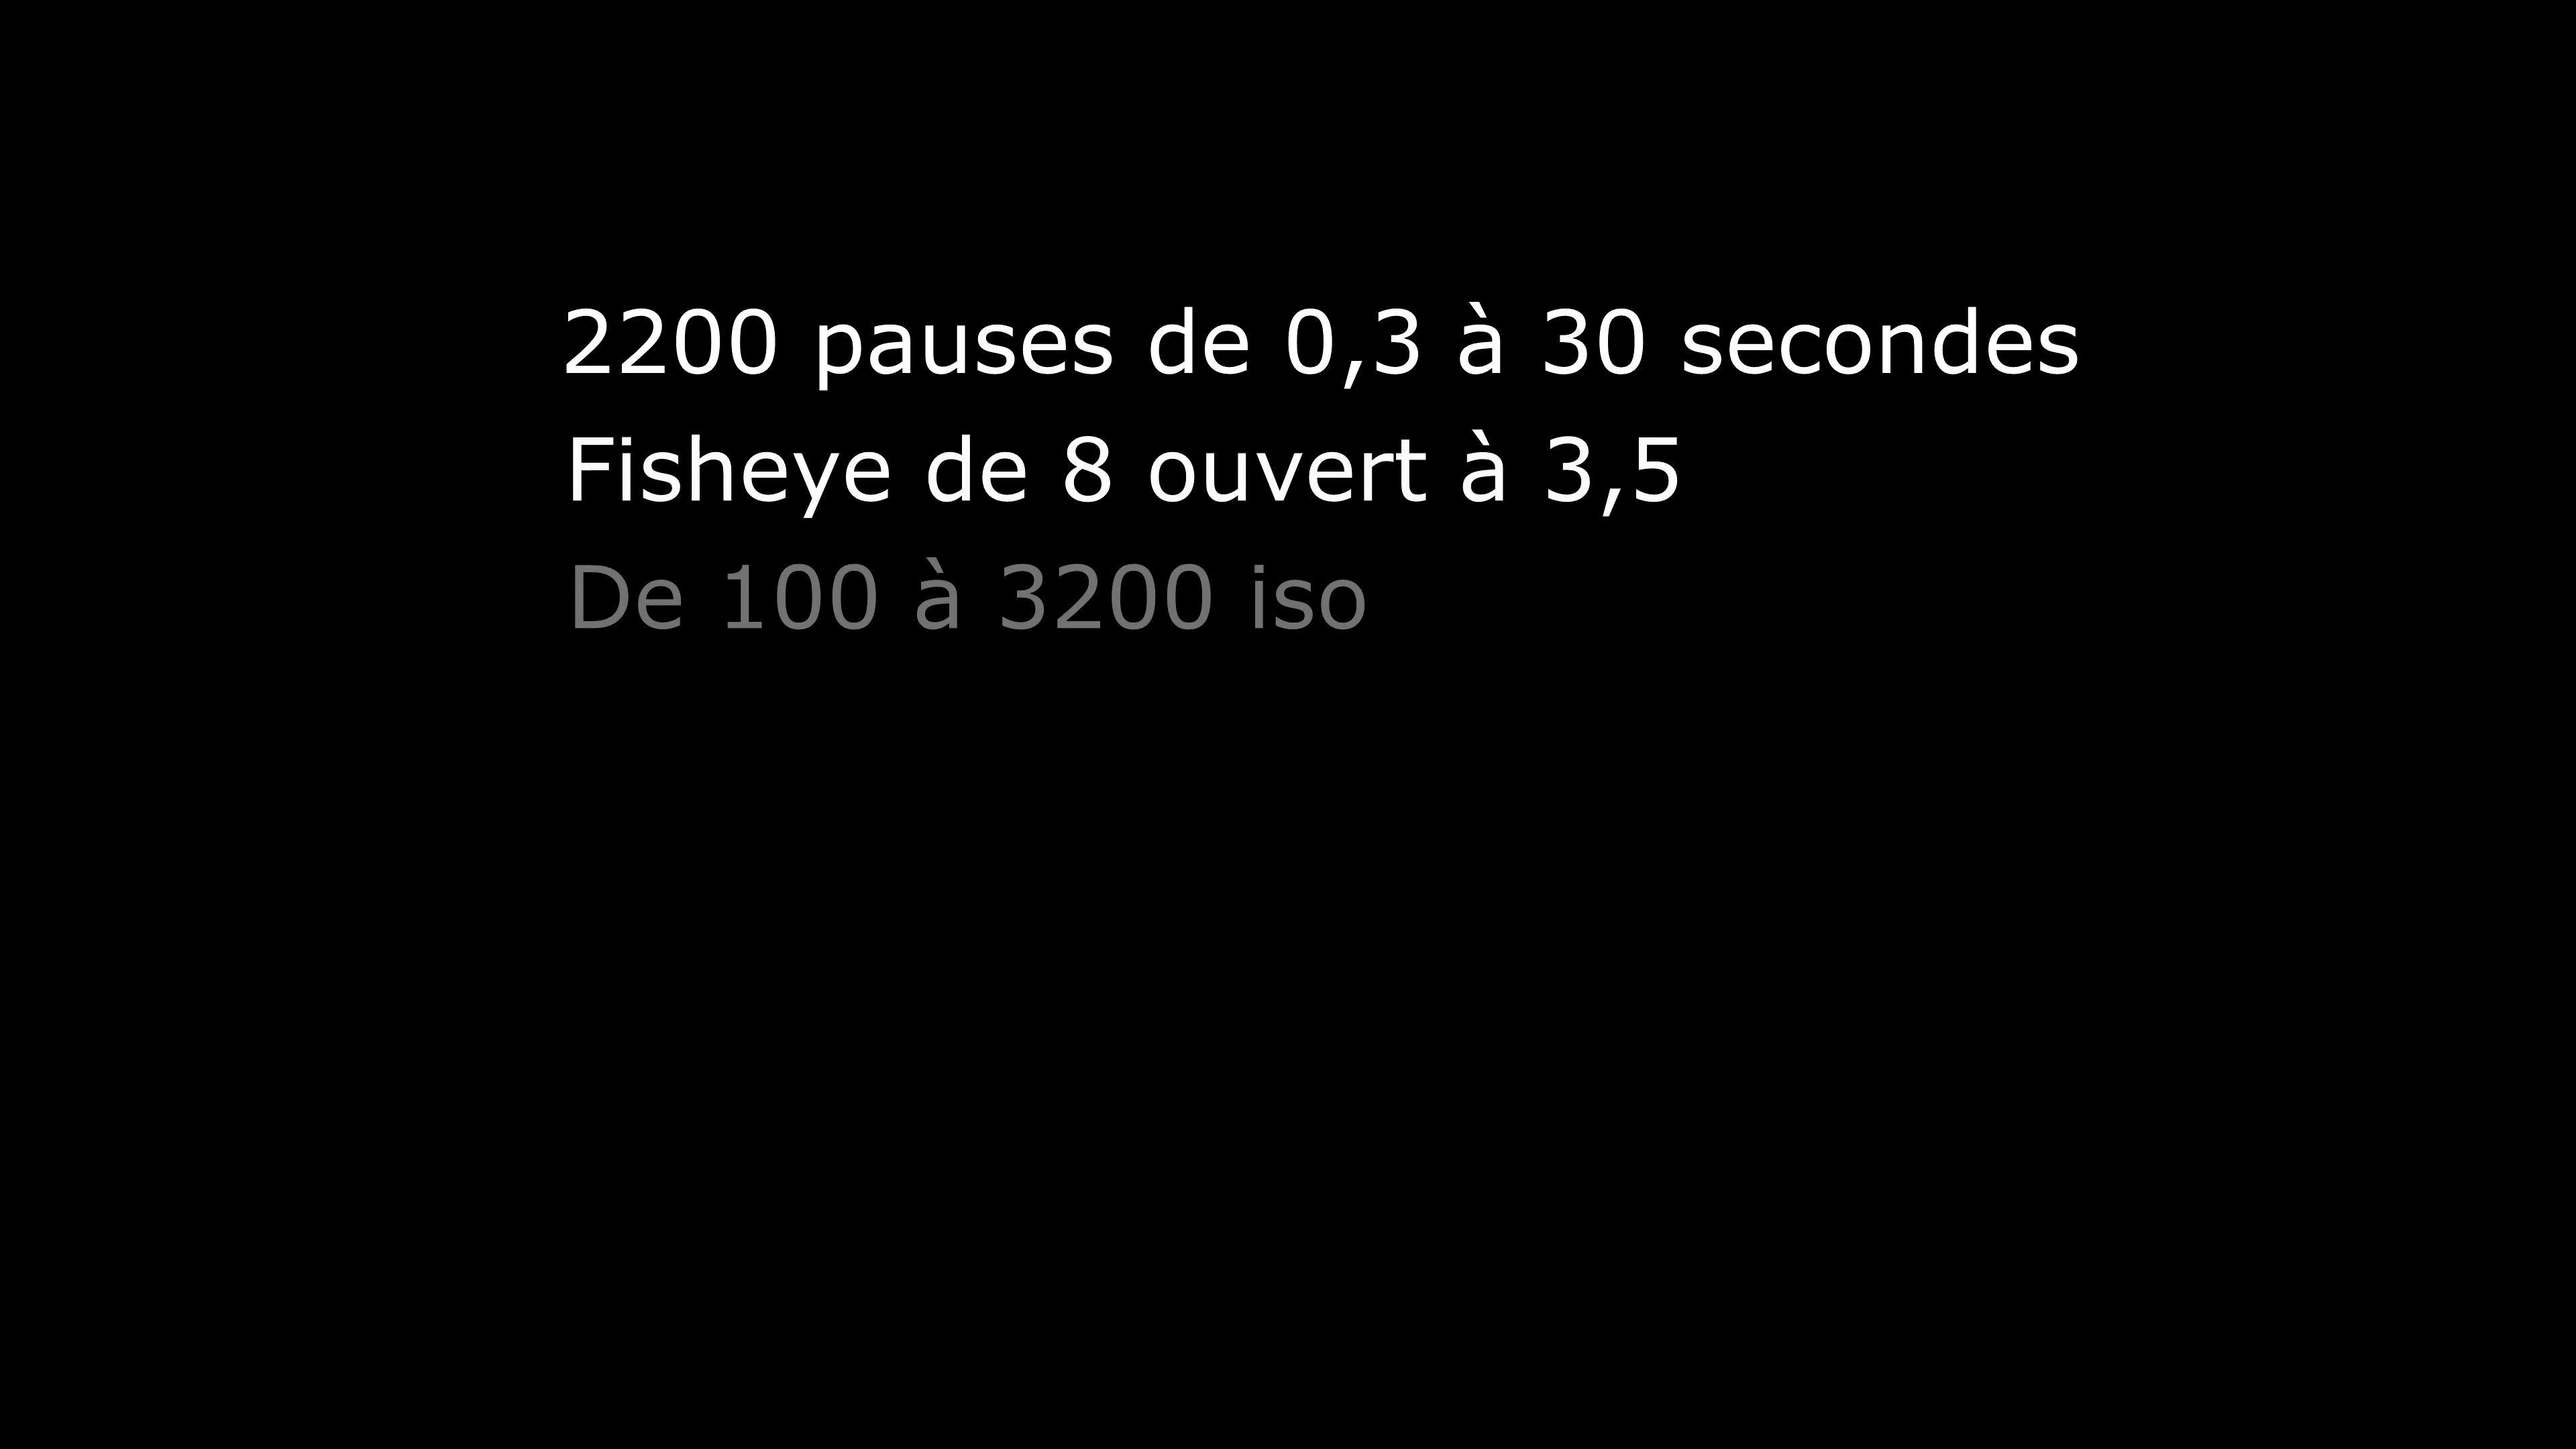 2200 pauses de 0,3 à 30 secondes
Fisheye de 8 ouvert à 3,5
De 100 à 3200 iso